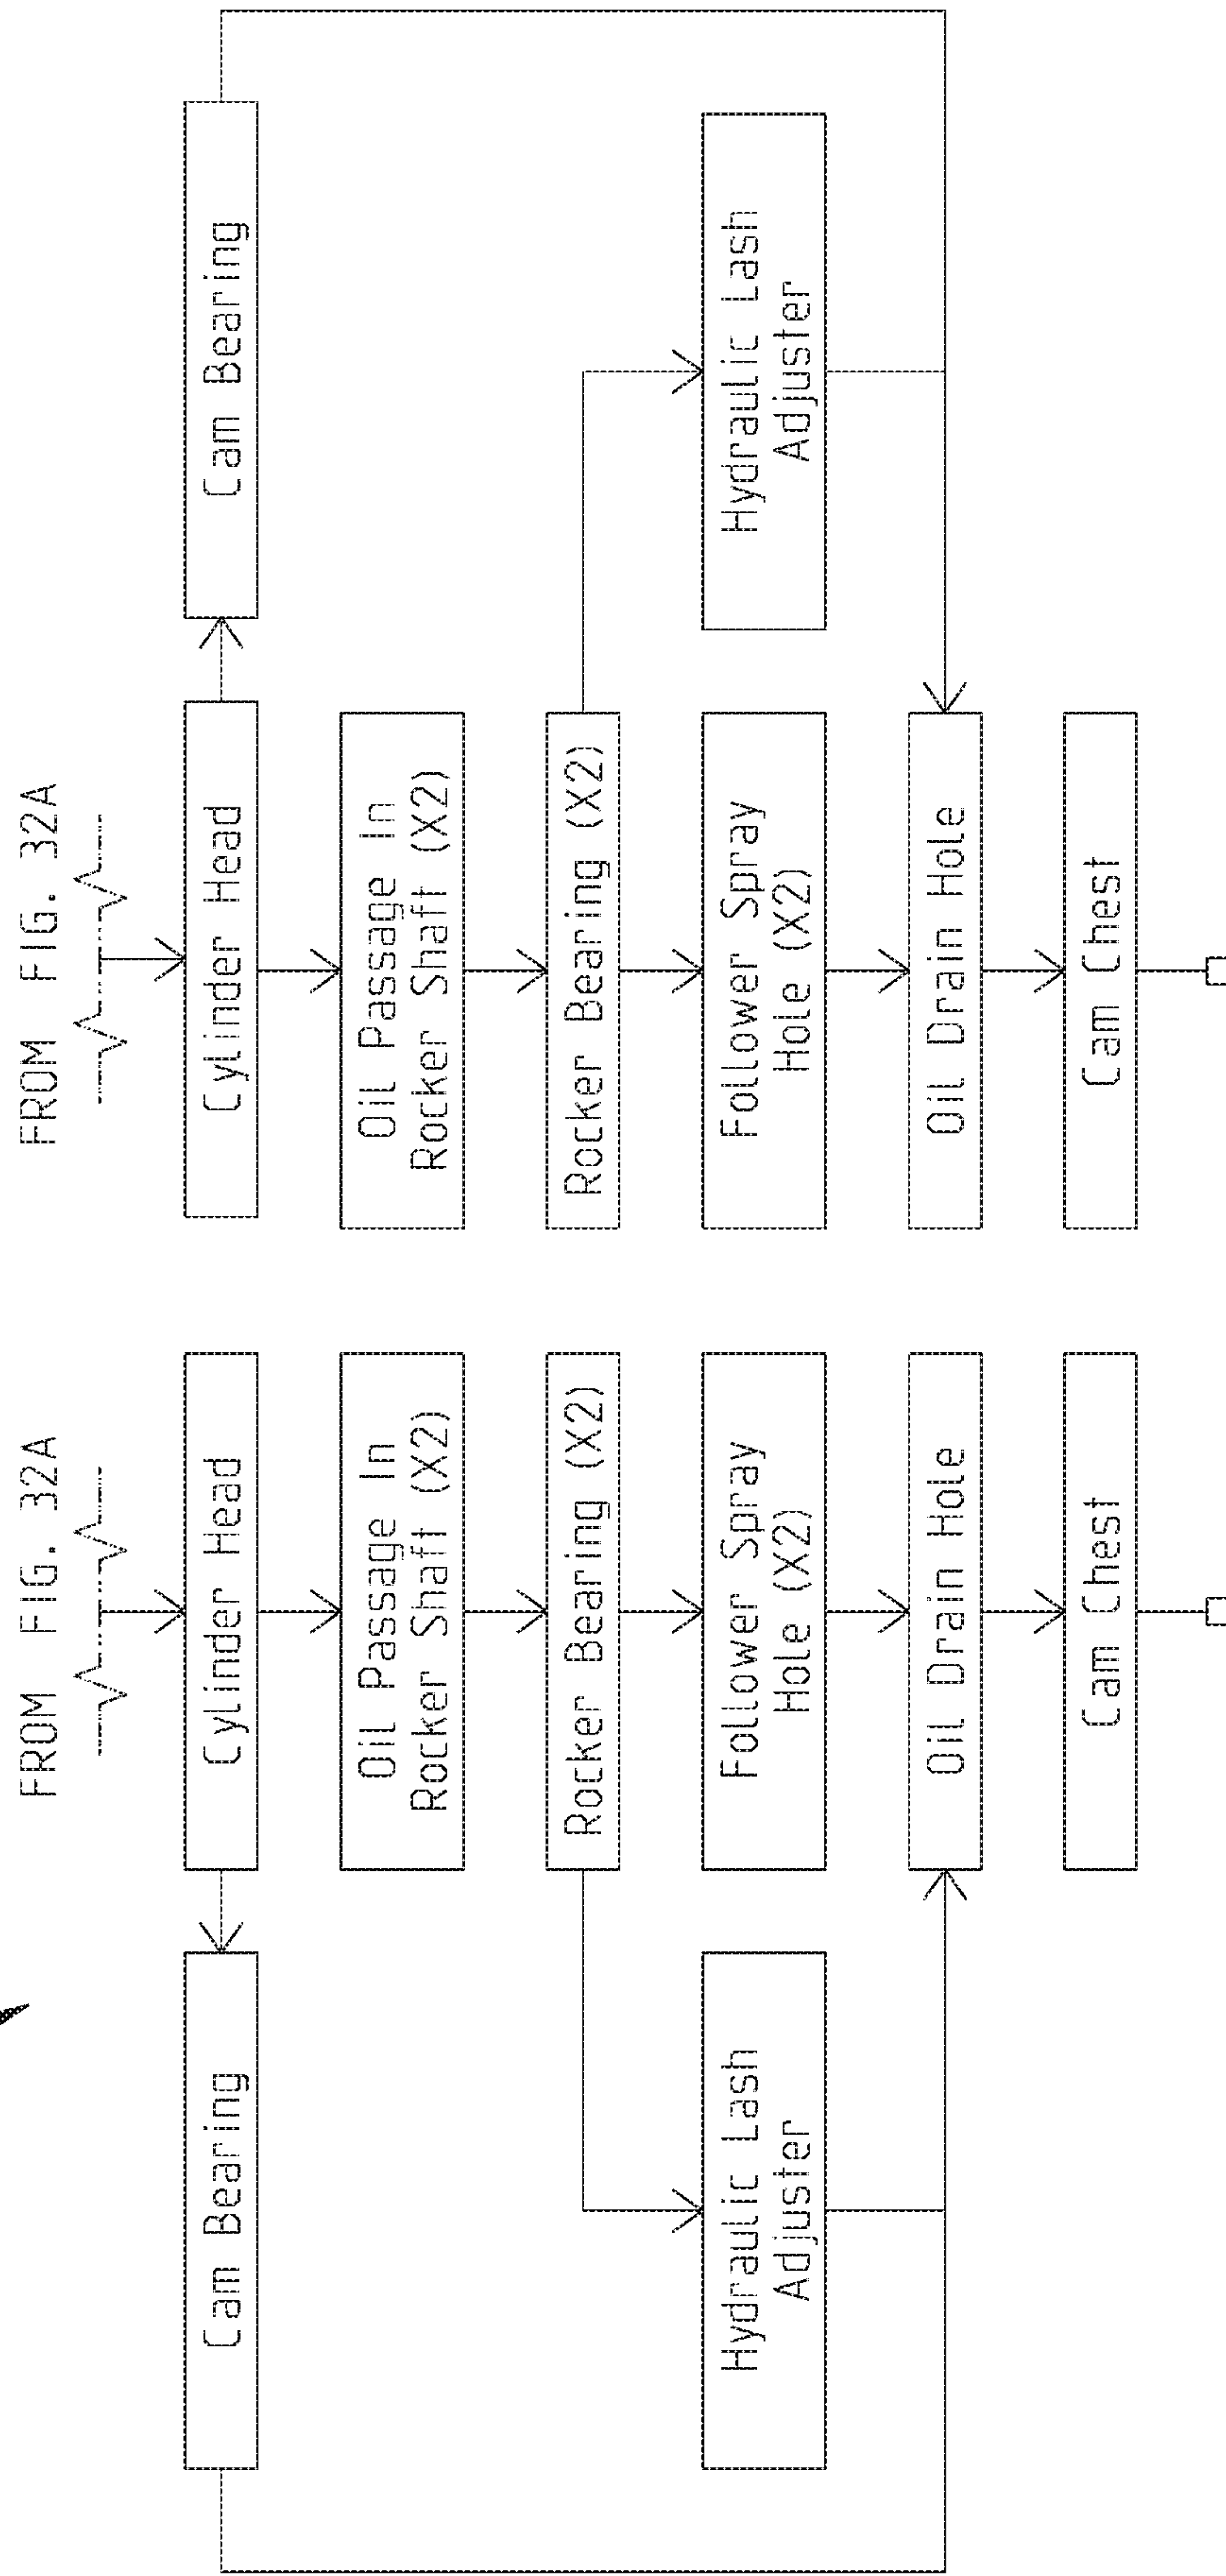 FROM FIG. 32A
FROM FIG. 32A
Cam Bearing
Cylinder Head
Cylinder Head
Cam Bearing
Oil Passage In
Rocker Shaft (X2)
Oil Passage In
Rocker Shaft (X2)
Rocker Bearing (X2)
Rocker Bearing (X2)
Hydraulic Lash
Adjuster
Follower Spray
Hole (X2)
Follower Spray
Hole (X2)
Hydraulic Lash
Adjuster
Oil Drain Hole
Oil Drain Hole
Cam Chest
Cam Chest